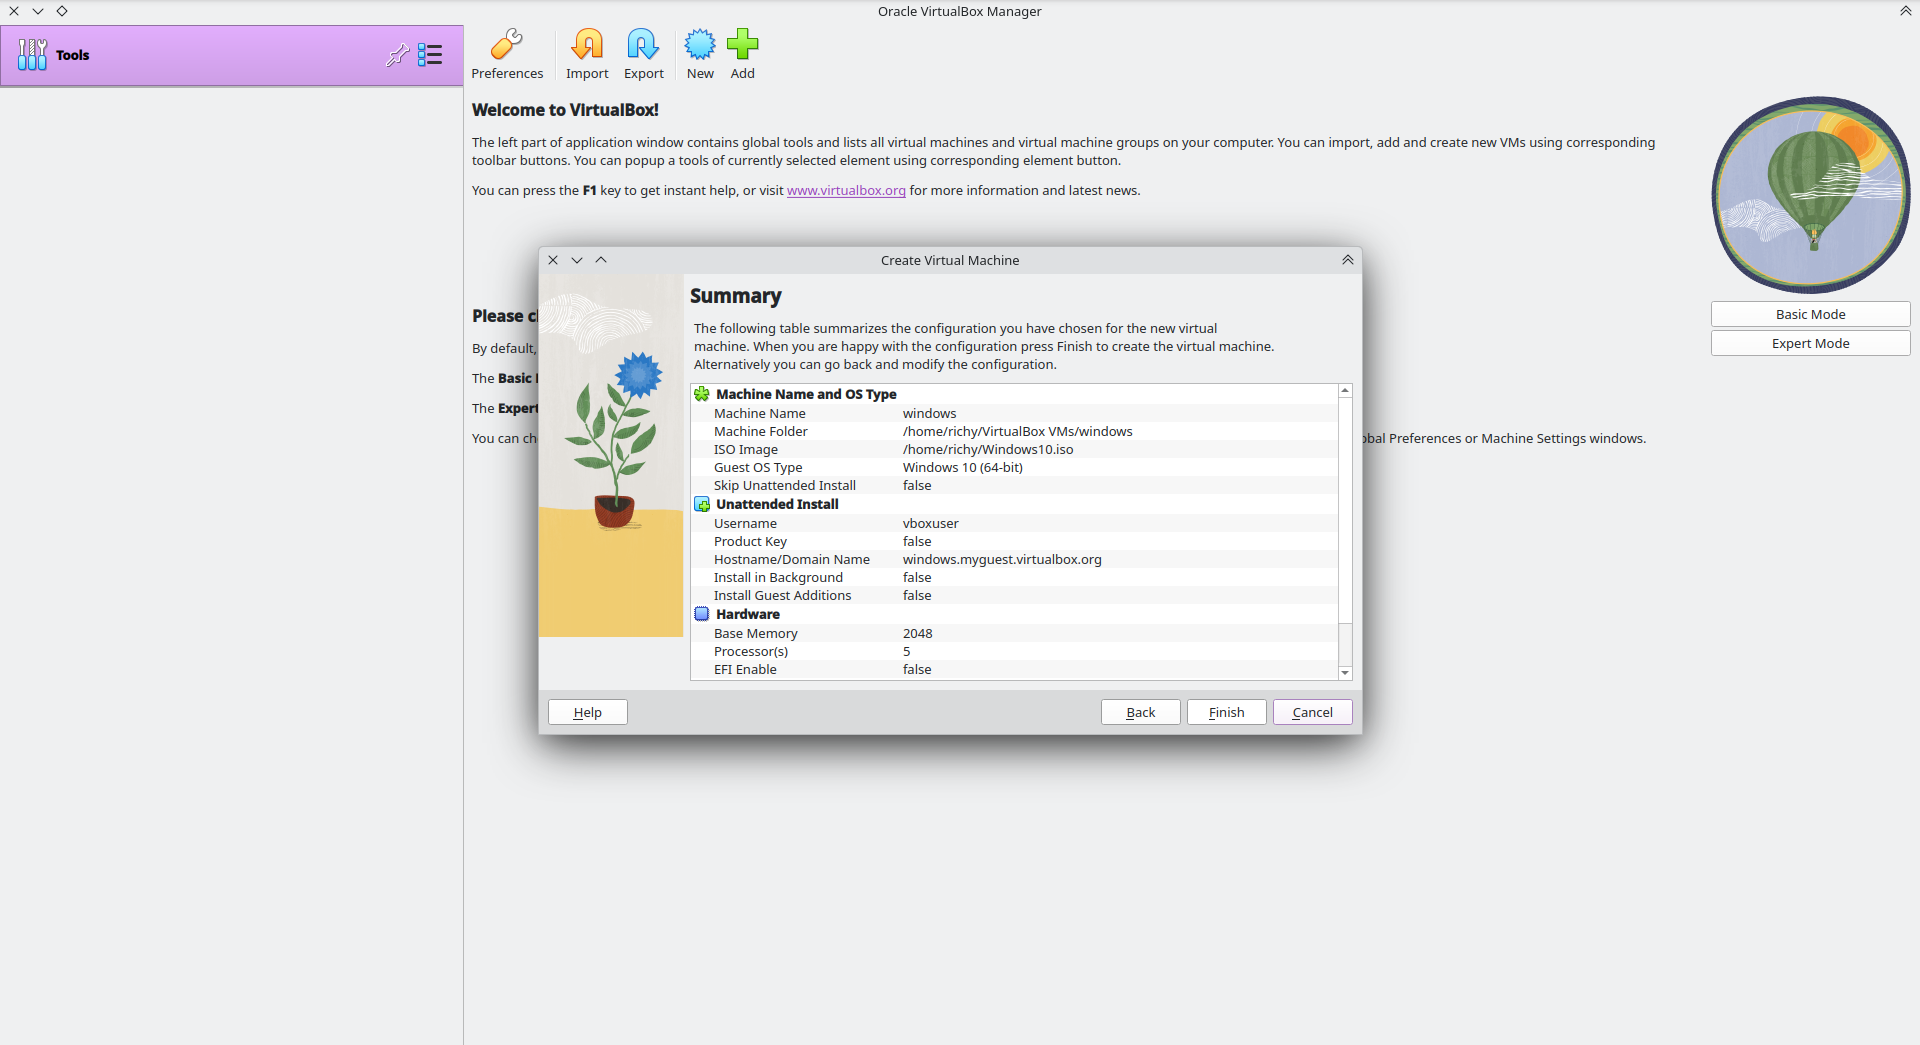 Oracle VirtualBox Manager
Tools
Preferences
Import
Export
New
Add
Welcome to VirtualBox!
The left part of application window contains global tools and lists all virtual machines and virtual machine groups on your computer. You can import, add and create new VMs using corresponding
toolbar buttons. You can popup a tools of currently selected element using corresponding element button.
You can press the F1 key to get instant help, or visit www.virtualbox.org for more information and latest news.
Please
By default,
The Basic
The Expert
You can
Preferences or Machine Settings windows.
Basic Mode
Expert Mode
Create Virtual Machine
Summary
The following table summarizes the configuration you have chosen for the new virtual
machine. When you are happy with the configuration press Finish to create the virtual machine.
Alternatively you can go back and modify the configuration.
Machine Name and OS Type
Machine Name windows
Machine Folder /home/richy/VirtualBox VMs/windows
ISO Image /home/richy/Windows10.iso
Guest OS Type Windows 10 (64-bit)
Skip Unattended Install false
Unattended Install
Username vboxuser
Product Key false
Hostname/Domain Name windows.myguest.virtualbox.org
Install in Background false
Install Guest Additions false
Hardware
Base Memory 2048
Processor(s) 5
EFI Enable false
Help
Back
Finish
Cancel